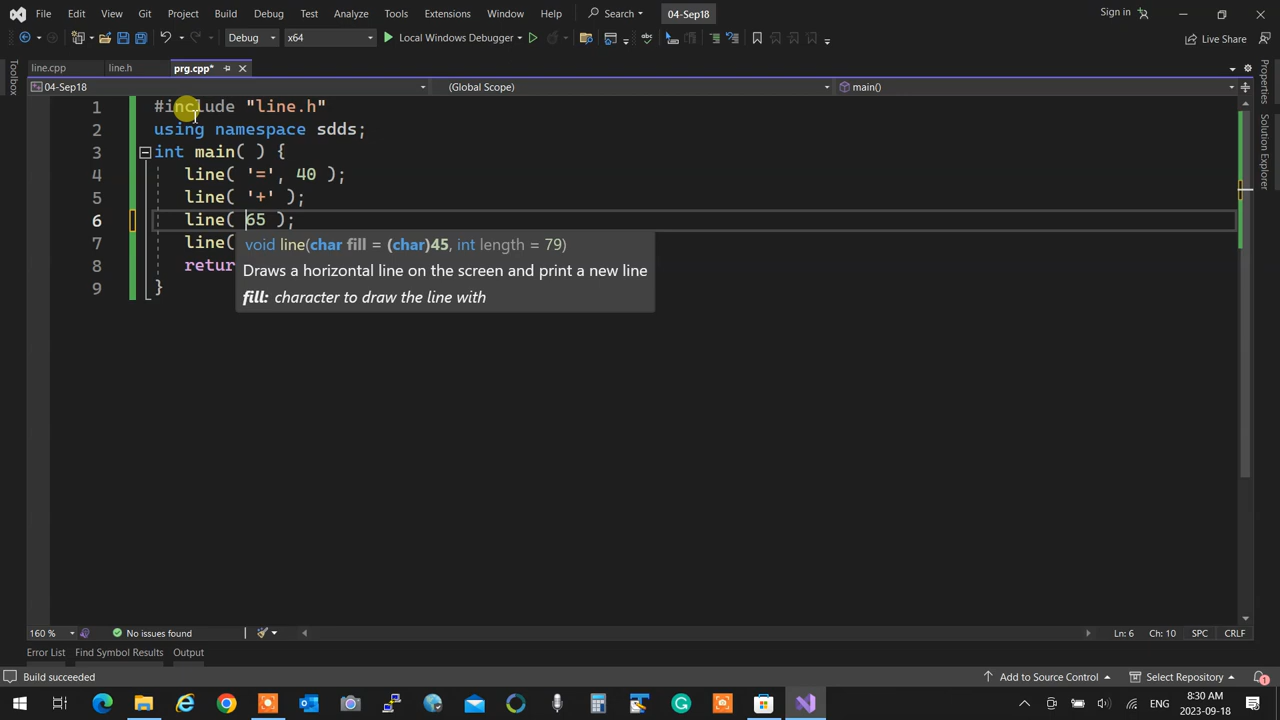 File Edit View Git Project Build Debug Test Analyze Tools Extensions Window Help Search 04-Sep18 Sign in
Debug x64 Local Windows Debugger Live Share
line.cpp line.h prg.cpp*
04-Sep18 (Global Scope) main()
Toolbox
Properties
Solution Explorer
1 #include "line.h"
2 using namespace sdds;
3 int main( ) {
4 line( '=', 40 );
5 line( '+' );
6 line( 65 );
7 line(
8 retur
9 }
void line(char fill = (char)45, int length = 79)
Draws a horizontal line on the screen and print a new line
fill: character to draw the line with
160 % No issues found Ln: 6 Ch: 10 SPC CRLF
Error List Find Symbol Results Output
Build succeeded Add to Source Control Select Repository 1
ENG 8:30 AM
2023-09-18